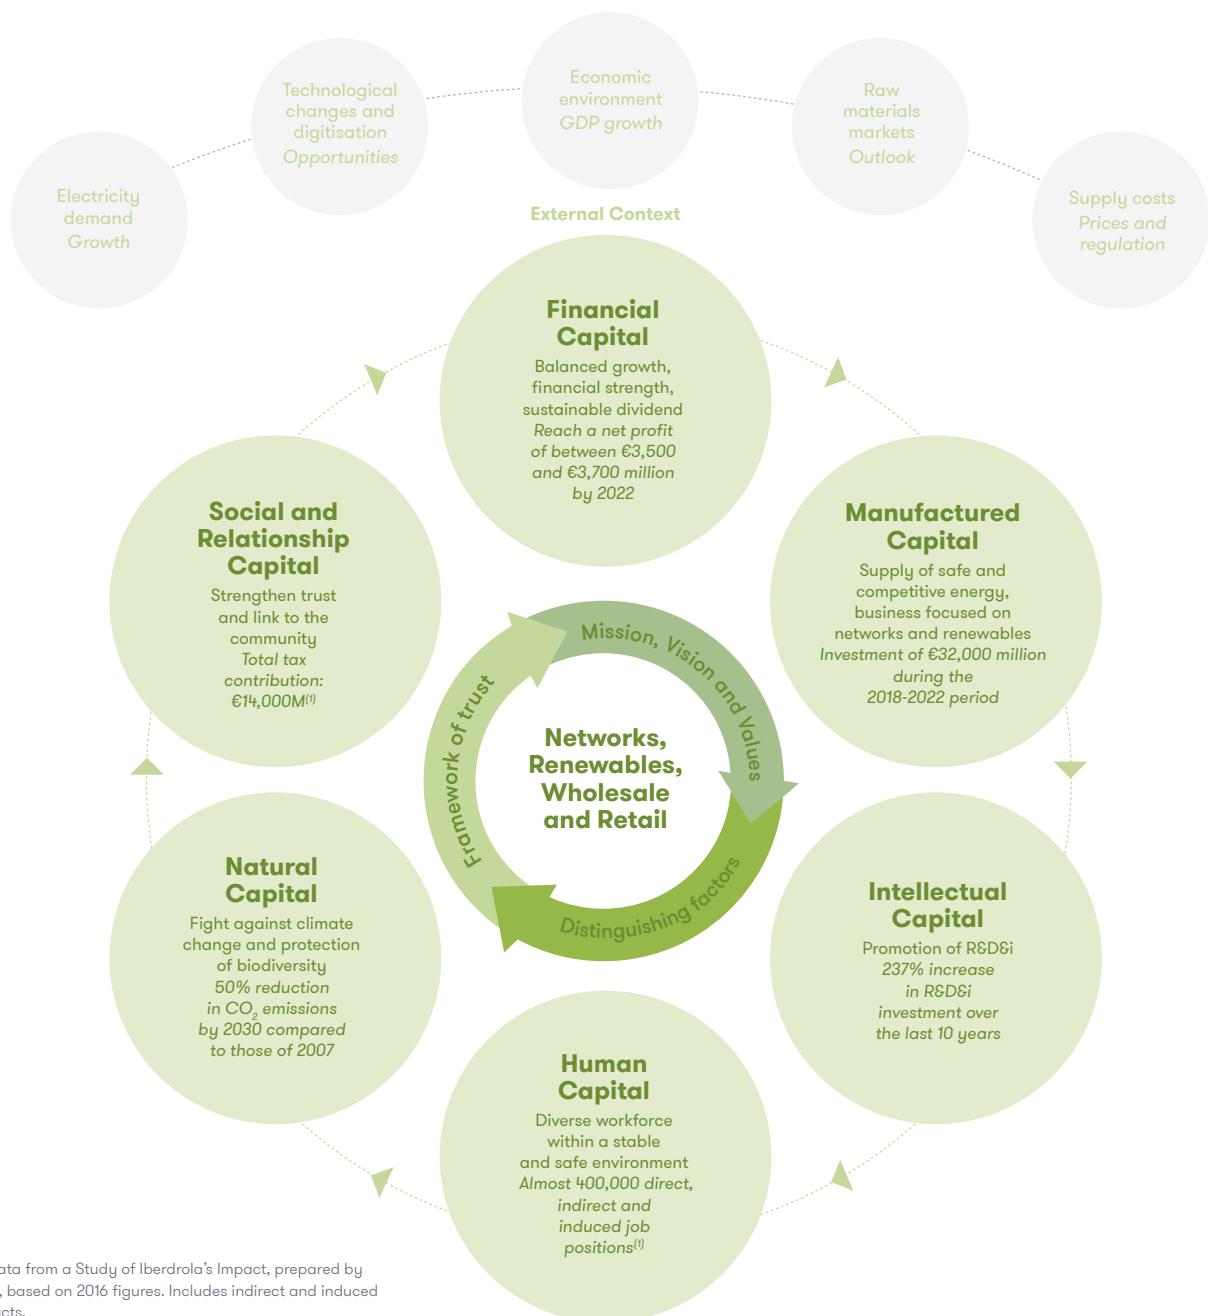 Electricity
demand
Growth
Technological
changes and
digitisation
Opportunities
Economic
environment
GDP growth
Raw
materials
markets
Outlook
Supply costs
Prices and
regulation
External Context
Financial
Capital
Balanced growth,
financial strength,
sustainable dividend
Reach a net profit
of between €3,500
and €3,700 million
by 2022
Manufactured
Capital
Supply of safe and
competitive energy,
business focused on
networks and renewables
Investment of €32,000 million
during the
2018-2022 period
Intellectual
Capital
Promotion of R&D&i
237% increase
in R&D&i
investment over
the last 10 years
Human
Capital
Diverse workforce
within a stable
and safe environment
Almost 400,000 direct,
indirect and
induced job
positions(1)
Natural
Capital
Fight against climate
change and protection
of biodiversity
50% reduction
in CO2 emissions
by 2030 compared
to those of 2007
Social and
Relationship
Capital
Strengthen trust
and link to the
community
Total tax
contribution:
€14,000M(1)
Mission, Vision and Values
Distinguishing factors
Framework of trust
Networks,
Renewables,
Wholesale
and Retail
from a Study of Iberdrola’s Impact, prepared by
based on 2016 figures. Includes indirect and induced